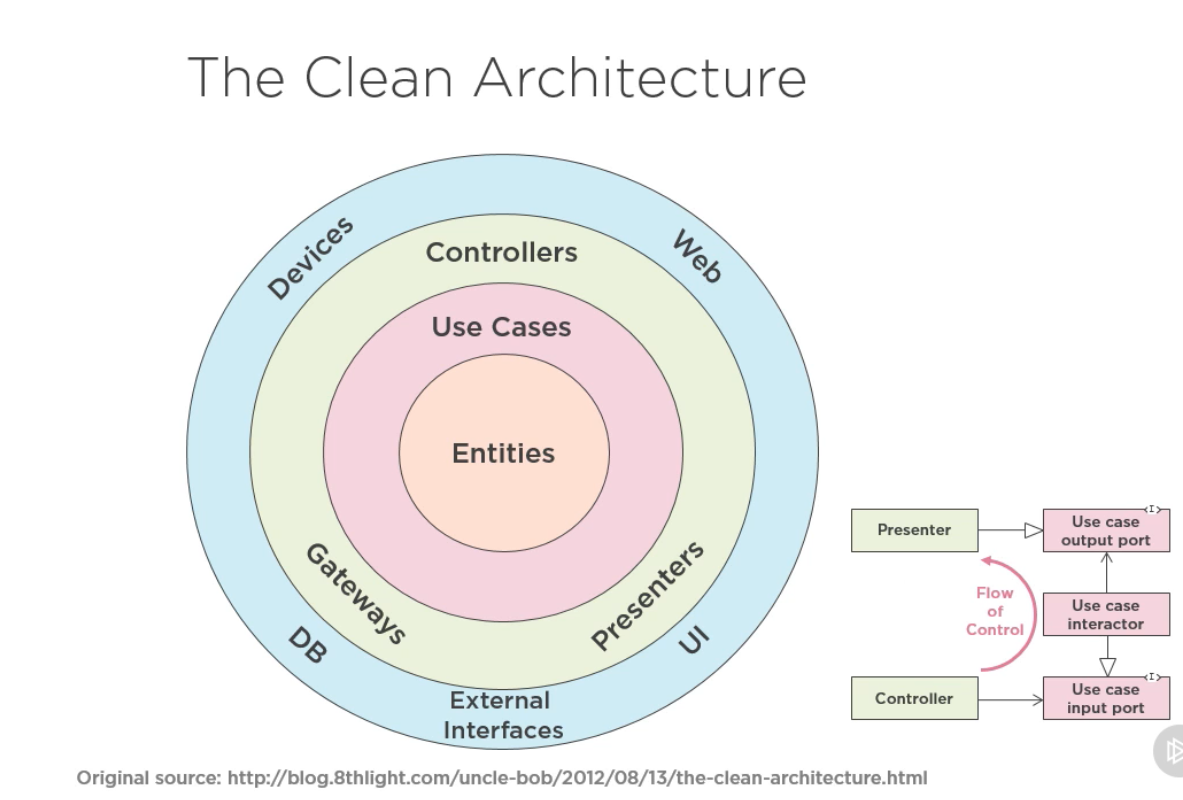 The Clean Architecture
Devices
Web
Controllers
Use Cases
Entities
Gateways
Presenters
DB
UI
External
Interfaces
Presenter
Use case
output port
I
Flow
of
Control
Use case
interactor
Controller
Use case
input port
I
Original source: http://blog.8thlight.com/uncle-bob/2012/08/13/the-clean-architecture.html